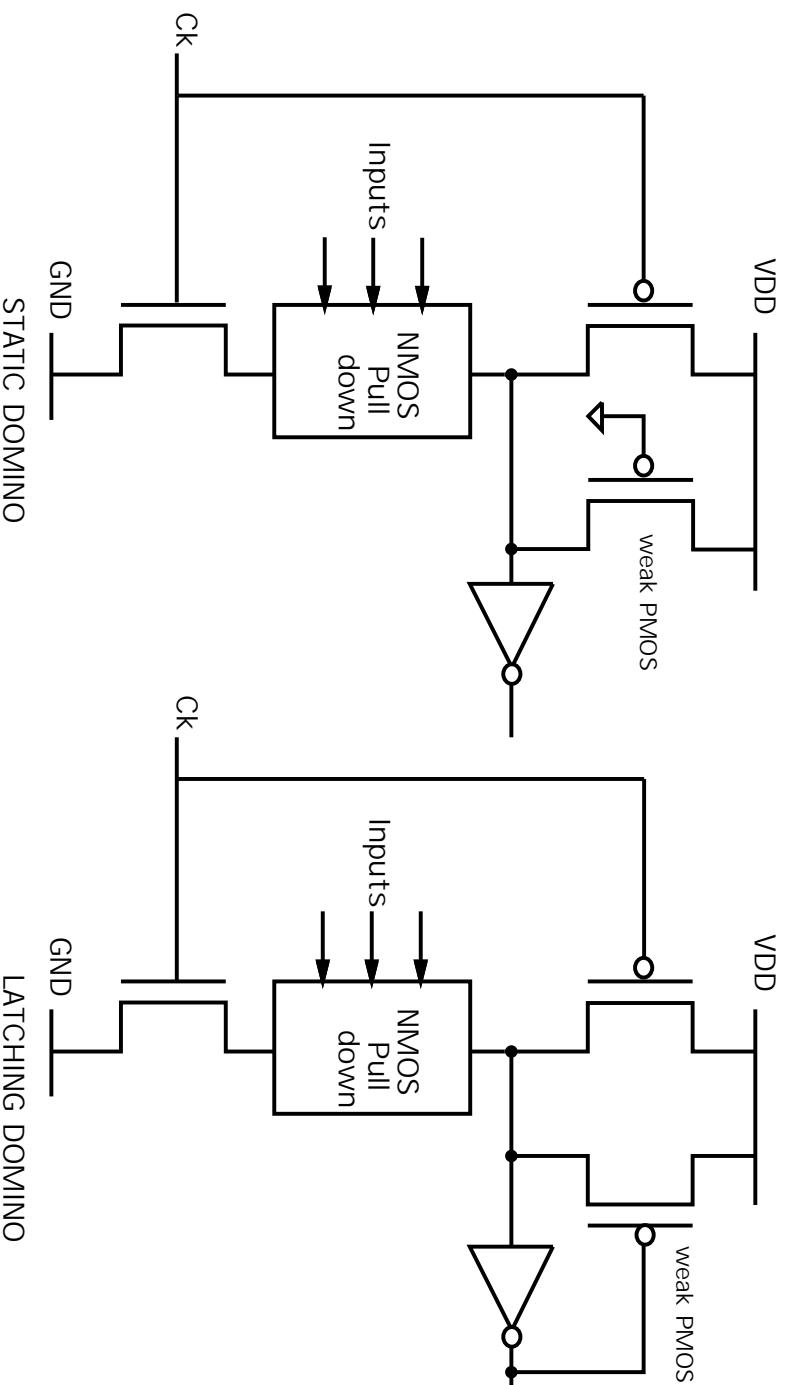 VDD
weak PMOS
Inputs
NMOS
Pull
down
Ck
GND
STATIC DOMINO
VDD
weak PMOS
Inputs
NMOS
Pull
down
Ck
GND
LATCHING DOMINO